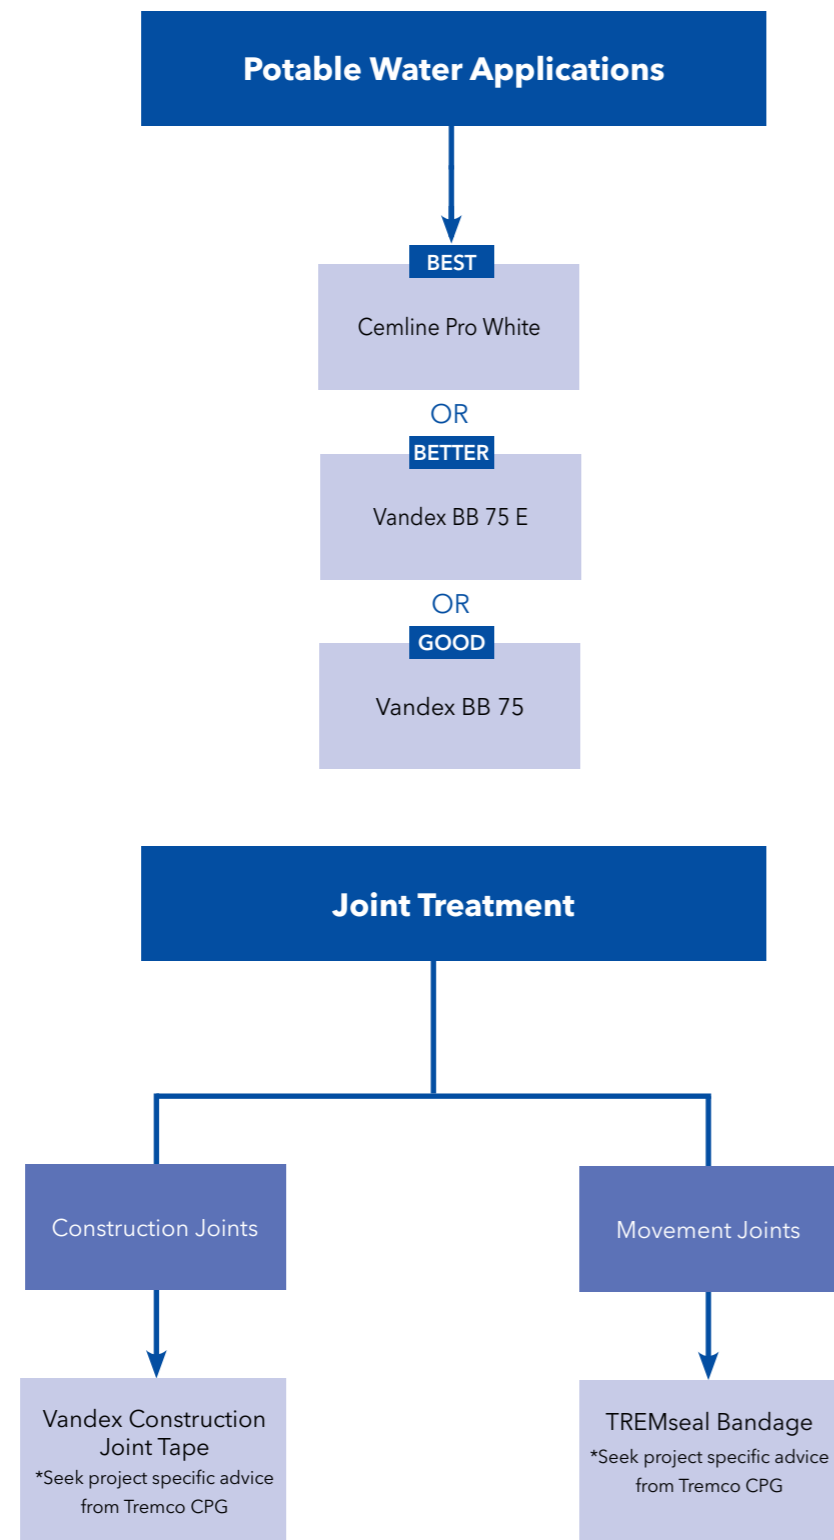 Potable Water Applications
BEST
Cemline Pro White
OR
BETTER
Vandex BB 75 E
OR
GOOD
Vandex BB 75
Joint Treatment
Construction Joints
Movement Joints
Vandex Construction
Joint Tape
*Seek project specific advice
from Tremco CPG
TREMseal Bandage
*Seek project specific advice
from Tremco CPG